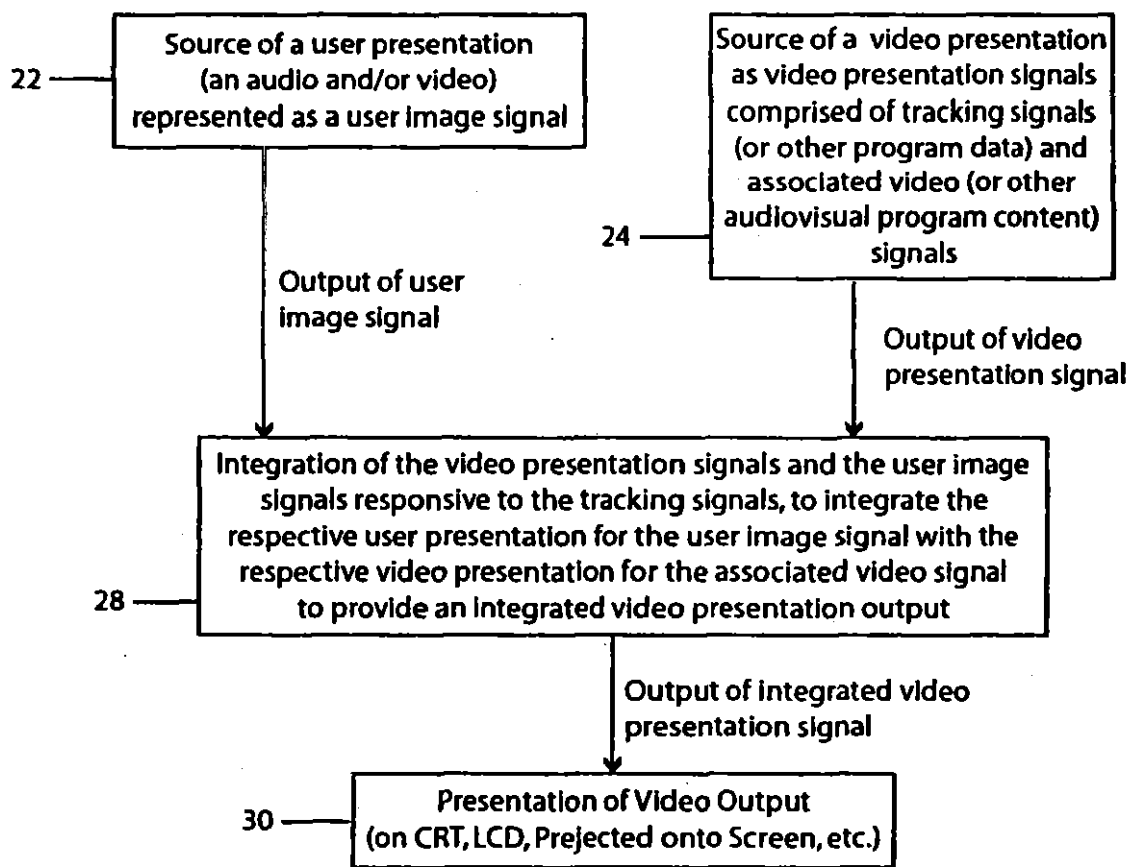 Source of a user presentation
(an audio and/or video)
represented as a user image signal
22
Source of a video presentation
as video presentation signals
comprised of tracking signals
(or other program data) and
associated video (or other
audiovisual program content)
signals
24
Output of user
image signal
Output of video
presentation signal
Integration of the video presentation signals and the user image
signals responsive to the tracking signals, to integrate the
respective user presentation for the user image signal with the
respective video presentation for the associated video signal
to provide an integrated video presentation output
28
Output of integrated video
presentation signal
Presentation of Video Output
(on CRT, LCD, Prejected onto Screen, etc.)
30